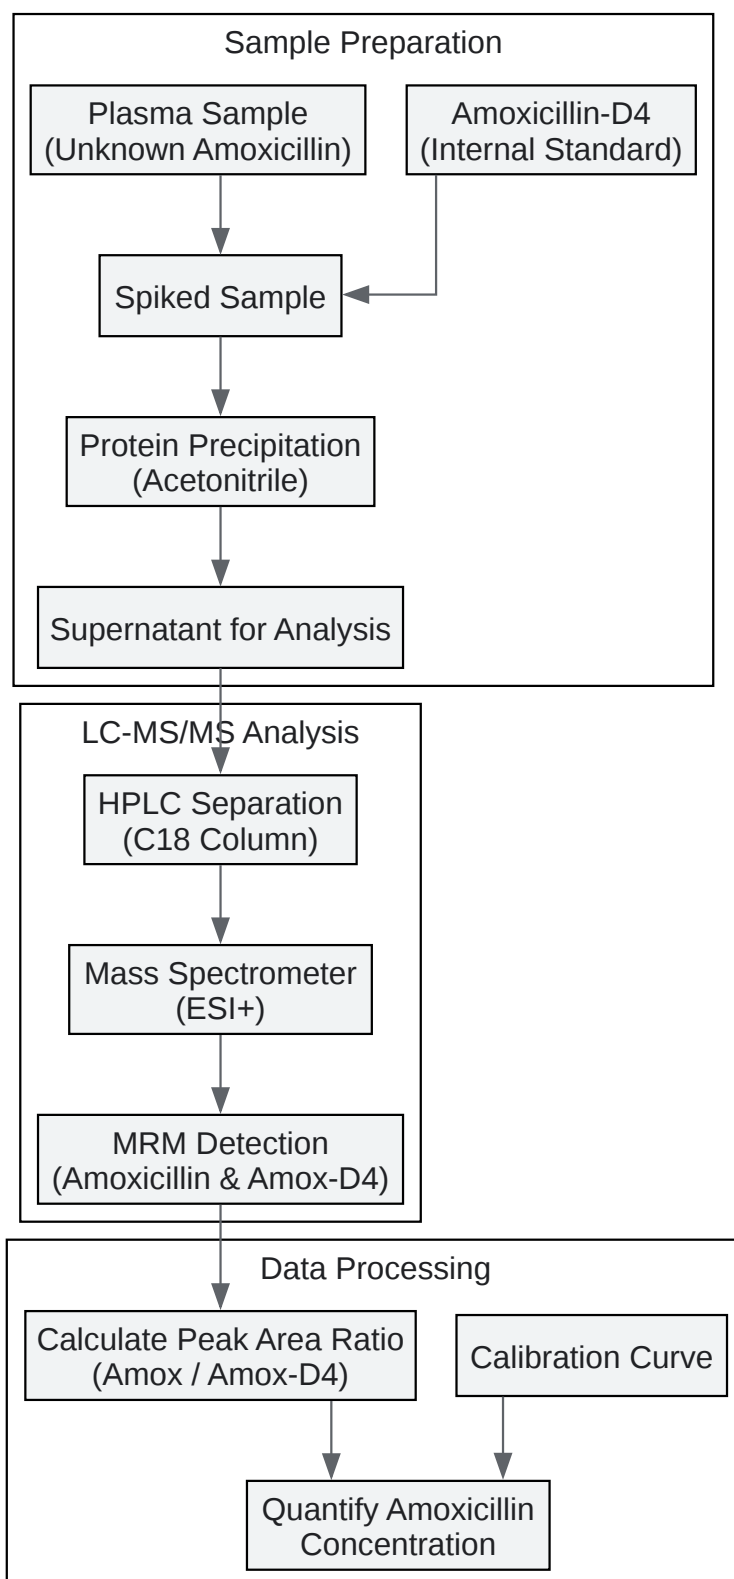 Sample Preparation
Plasma Sample
(Unknown Amoxicillin)
Amoxicillin-D4
(Internal Standard)
Spiked Sample
Protein Precipitation
(Acetonitrile)
Supernatant for Analysis
LC-MS/MS Analysis
HPLC Separation
(C18 Column)
Mass Spectrometer
(ESI+)
MRM Detection
(Amoxicillin & Amox-D4)
Data Processing
Calculate Peak Area Ratio
(Amox / Amox-D4)
Calibration Curve
Quantify Amoxicillin
Concentration